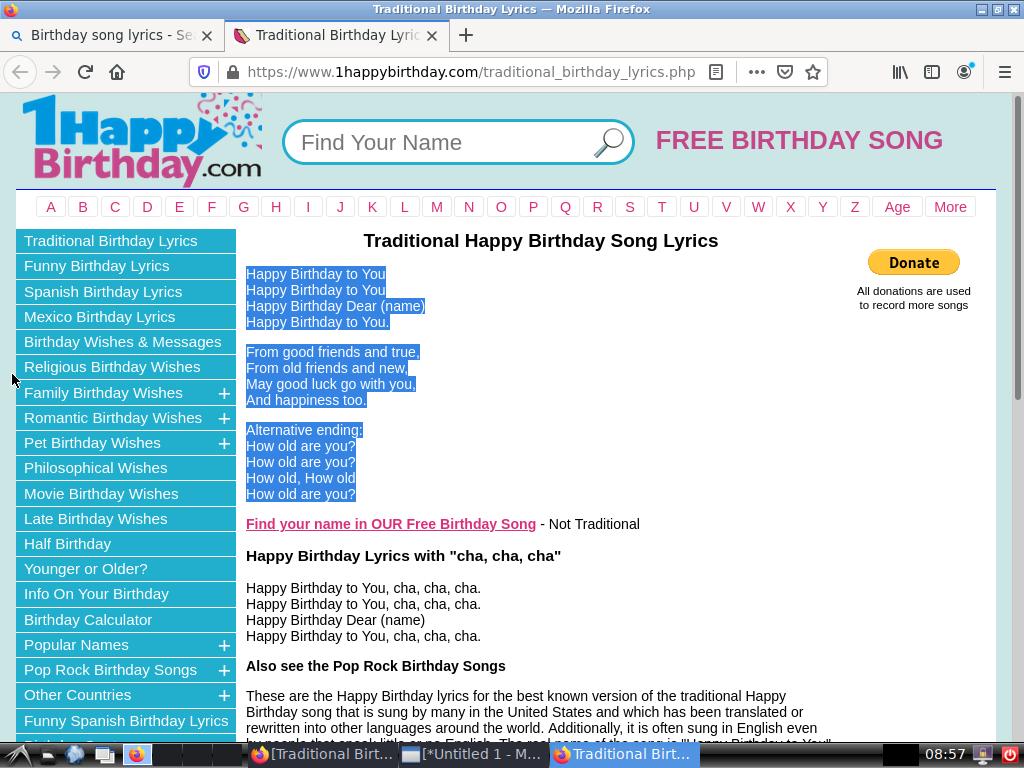 Traditional Birthday Lyrics — Mozilla Firefox
Birthday song lyrics - Se
Traditional Birthday Lyric
https://www.1happybirthday.com/traditional_birthday_lyrics.php
1Happy
Birthday.com
Find Your Name
FREE BIRTHDAY SONG
A B C D E F G H I J K L M N O P Q R S T U V W X Y Z Age More
Traditional Birthday Lyrics
Funny Birthday Lyrics
Spanish Birthday Lyrics
Mexico Birthday Lyrics
Birthday Wishes & Messages
Religious Birthday Wishes
Family Birthday Wishes +
Romantic Birthday Wishes +
Pet Birthday Wishes +
Philosophical Wishes
Movie Birthday Wishes
Late Birthday Wishes
Half Birthday
Younger or Older?
Info On Your Birthday
Birthday Calculator
Popular Names +
Pop Rock Birthday Songs +
Other Countries +
Funny Spanish Birthday Lyrics
Traditional Happy Birthday Song Lyrics
Happy Birthday to You
Happy Birthday to You
Happy Birthday Dear (name)
Happy Birthday to You.
From good friends and true,
From old friends and new,
May good luck go with you,
And happiness too.
Alternative ending:
How old are you?
How old are you?
How old, How old
How old are you?
Find your name in OUR Free Birthday Song - Not Traditional
Happy Birthday Lyrics with "cha, cha, cha"
Happy Birthday to You, cha, cha, cha.
Happy Birthday to You, cha, cha, cha.
Happy Birthday Dear (name)
Happy Birthday to You, cha, cha, cha.
Also see the Pop Rock Birthday Songs
These are the Happy Birthday lyrics for the best known version of the traditional Happy
Birthday song that is sung by many in the United States and which has been translated or
rewritten into other languages around the world. Additionally, it is often sung in English even
Donate
All donations are used
to record more songs
[Traditional Birt...
[*Untitled 1 - M...
Traditional Birt...
08:57